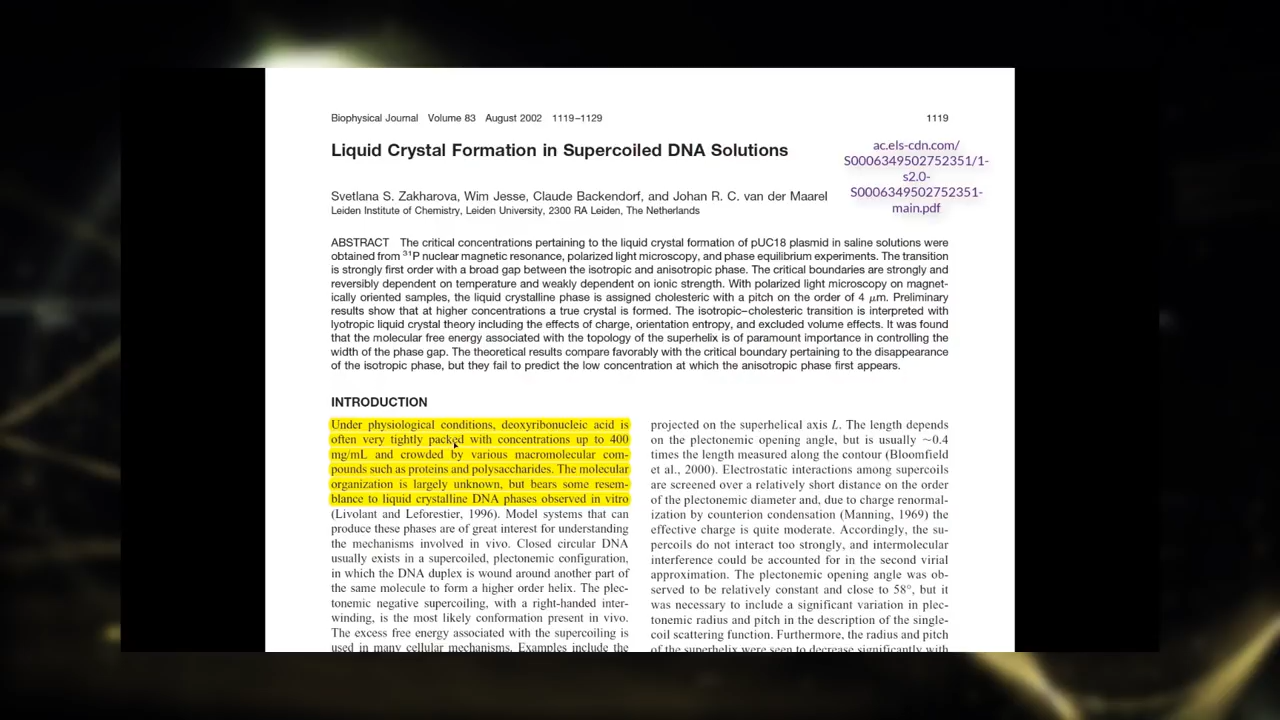 Biophysical Journal Volume 83 August 2002 1119–1129
1119
Liquid Crystal Formation in Supercoiled DNA Solutions
ac.els-cdn.com/
S0006349502752351/1-
s2.0-
S0006349502752351-
main.pdf
Svetlana S. Zakharova, Wim Jesse, Claude Backendorf, and Johan R. C. van der Maarel
Leiden Institute of Chemistry, Leiden University, 2300 RA Leiden, The Netherlands
ABSTRACT The critical concentrations pertaining to the liquid crystal formation of pUC18 plasmid in saline solutions were
obtained from ³¹P nuclear magnetic resonance, polarized light microscopy, and phase equilibrium experiments. The transition
is strongly first order with a broad gap between the isotropic and anisotropic phase. The critical boundaries are strongly and
reversibly dependent on temperature and weakly dependent on ionic strength. With polarized light microscopy on magnet-
ically oriented samples, the liquid crystalline phase is assigned cholesteric with a pitch on the order of 4 μm. Preliminary
results show that at higher concentrations a true crystal is formed. The isotropic–cholesteric transition is interpreted with
lyotropic liquid crystal theory including the effects of charge, orientation entropy, and excluded volume effects. It was found
that the molecular free energy associated with the topology of the superhelix is of paramount importance in controlling the
width of the phase gap. The theoretical results compare favorably with the critical boundary pertaining to the disappearance
of the isotropic phase, but they fail to predict the low concentration at which the anisotropic phase first appears.
INTRODUCTION
Under physiological conditions, deoxyribonucleic acid is
often very tightly packed with concentrations up to 400
mg/mL and crowded by various macromolecular com-
pounds such as proteins and polysaccharides. The molecular
organization is largely unknown, but bears some resem-
blance to liquid crystalline DNA phases observed in vitro
(Livolant and Leforestier, 1996). Model systems that can
produce these phases are of great interest for understanding
the mechanisms involved in vivo. Closed circular DNA
usually exists in a supercoiled, plectonemic configuration,
in which the DNA duplex is wound around another part of
the same molecule to form a higher order helix. The plec-
tonemic negative supercoiling, with a right-handed inter-
winding, is the most likely conformation present in vivo.
The excess free energy associated with the supercoiling is
used in many cellular mechanisms. Examples include the
projected on the superhelical axis L. The length depends
on the plectonemic opening angle, but is usually ~0.4
times the length measured along the contour (Bloomfield
et al., 2000). Electrostatic interactions among supercoils
are screened over a relatively short distance on the order
of the plectonemic diameter and, due to charge renormal-
ization by counterion condensation (Manning, 1969) the
effective charge is quite moderate. Accordingly, the su-
percoils do not interact too strongly, and intermolecular
interference could be accounted for in the second virial
approximation. The plectonemic opening angle was ob-
served to be relatively constant and close to 58°, but it
was necessary to include a significant variation in plec-
tonemic radius and pitch in the description of the single-
coil scattering function. Furthermore, the radius and pitch
of the superhelix were seen to decrease significantly with